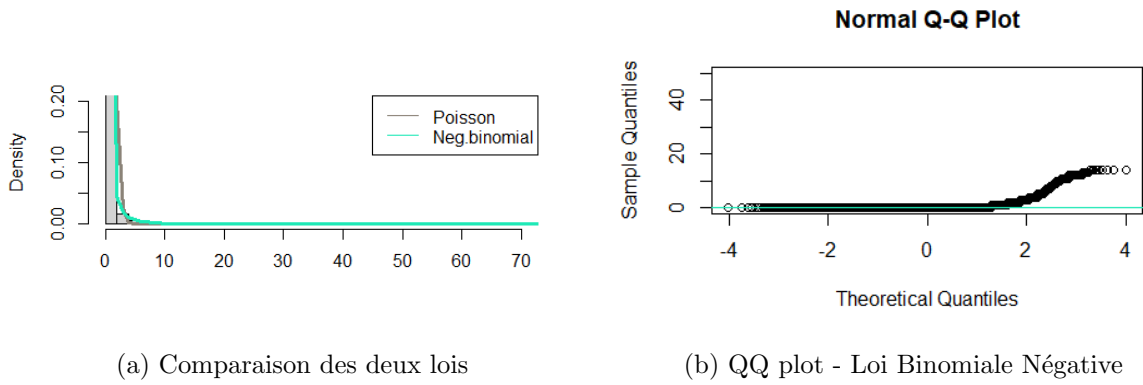 Density
0.00
0.10
0.20
Poisson
Neg.binomial
0 10 20 30 40 50 60 70
(a) Comparaison des deux lois
Normal Q-Q Plot
Sample Quantiles
0
20
40
-4 -2 0 2 4
Theoretical Quantiles
(b) QQ plot - Loi Binomiale Négative